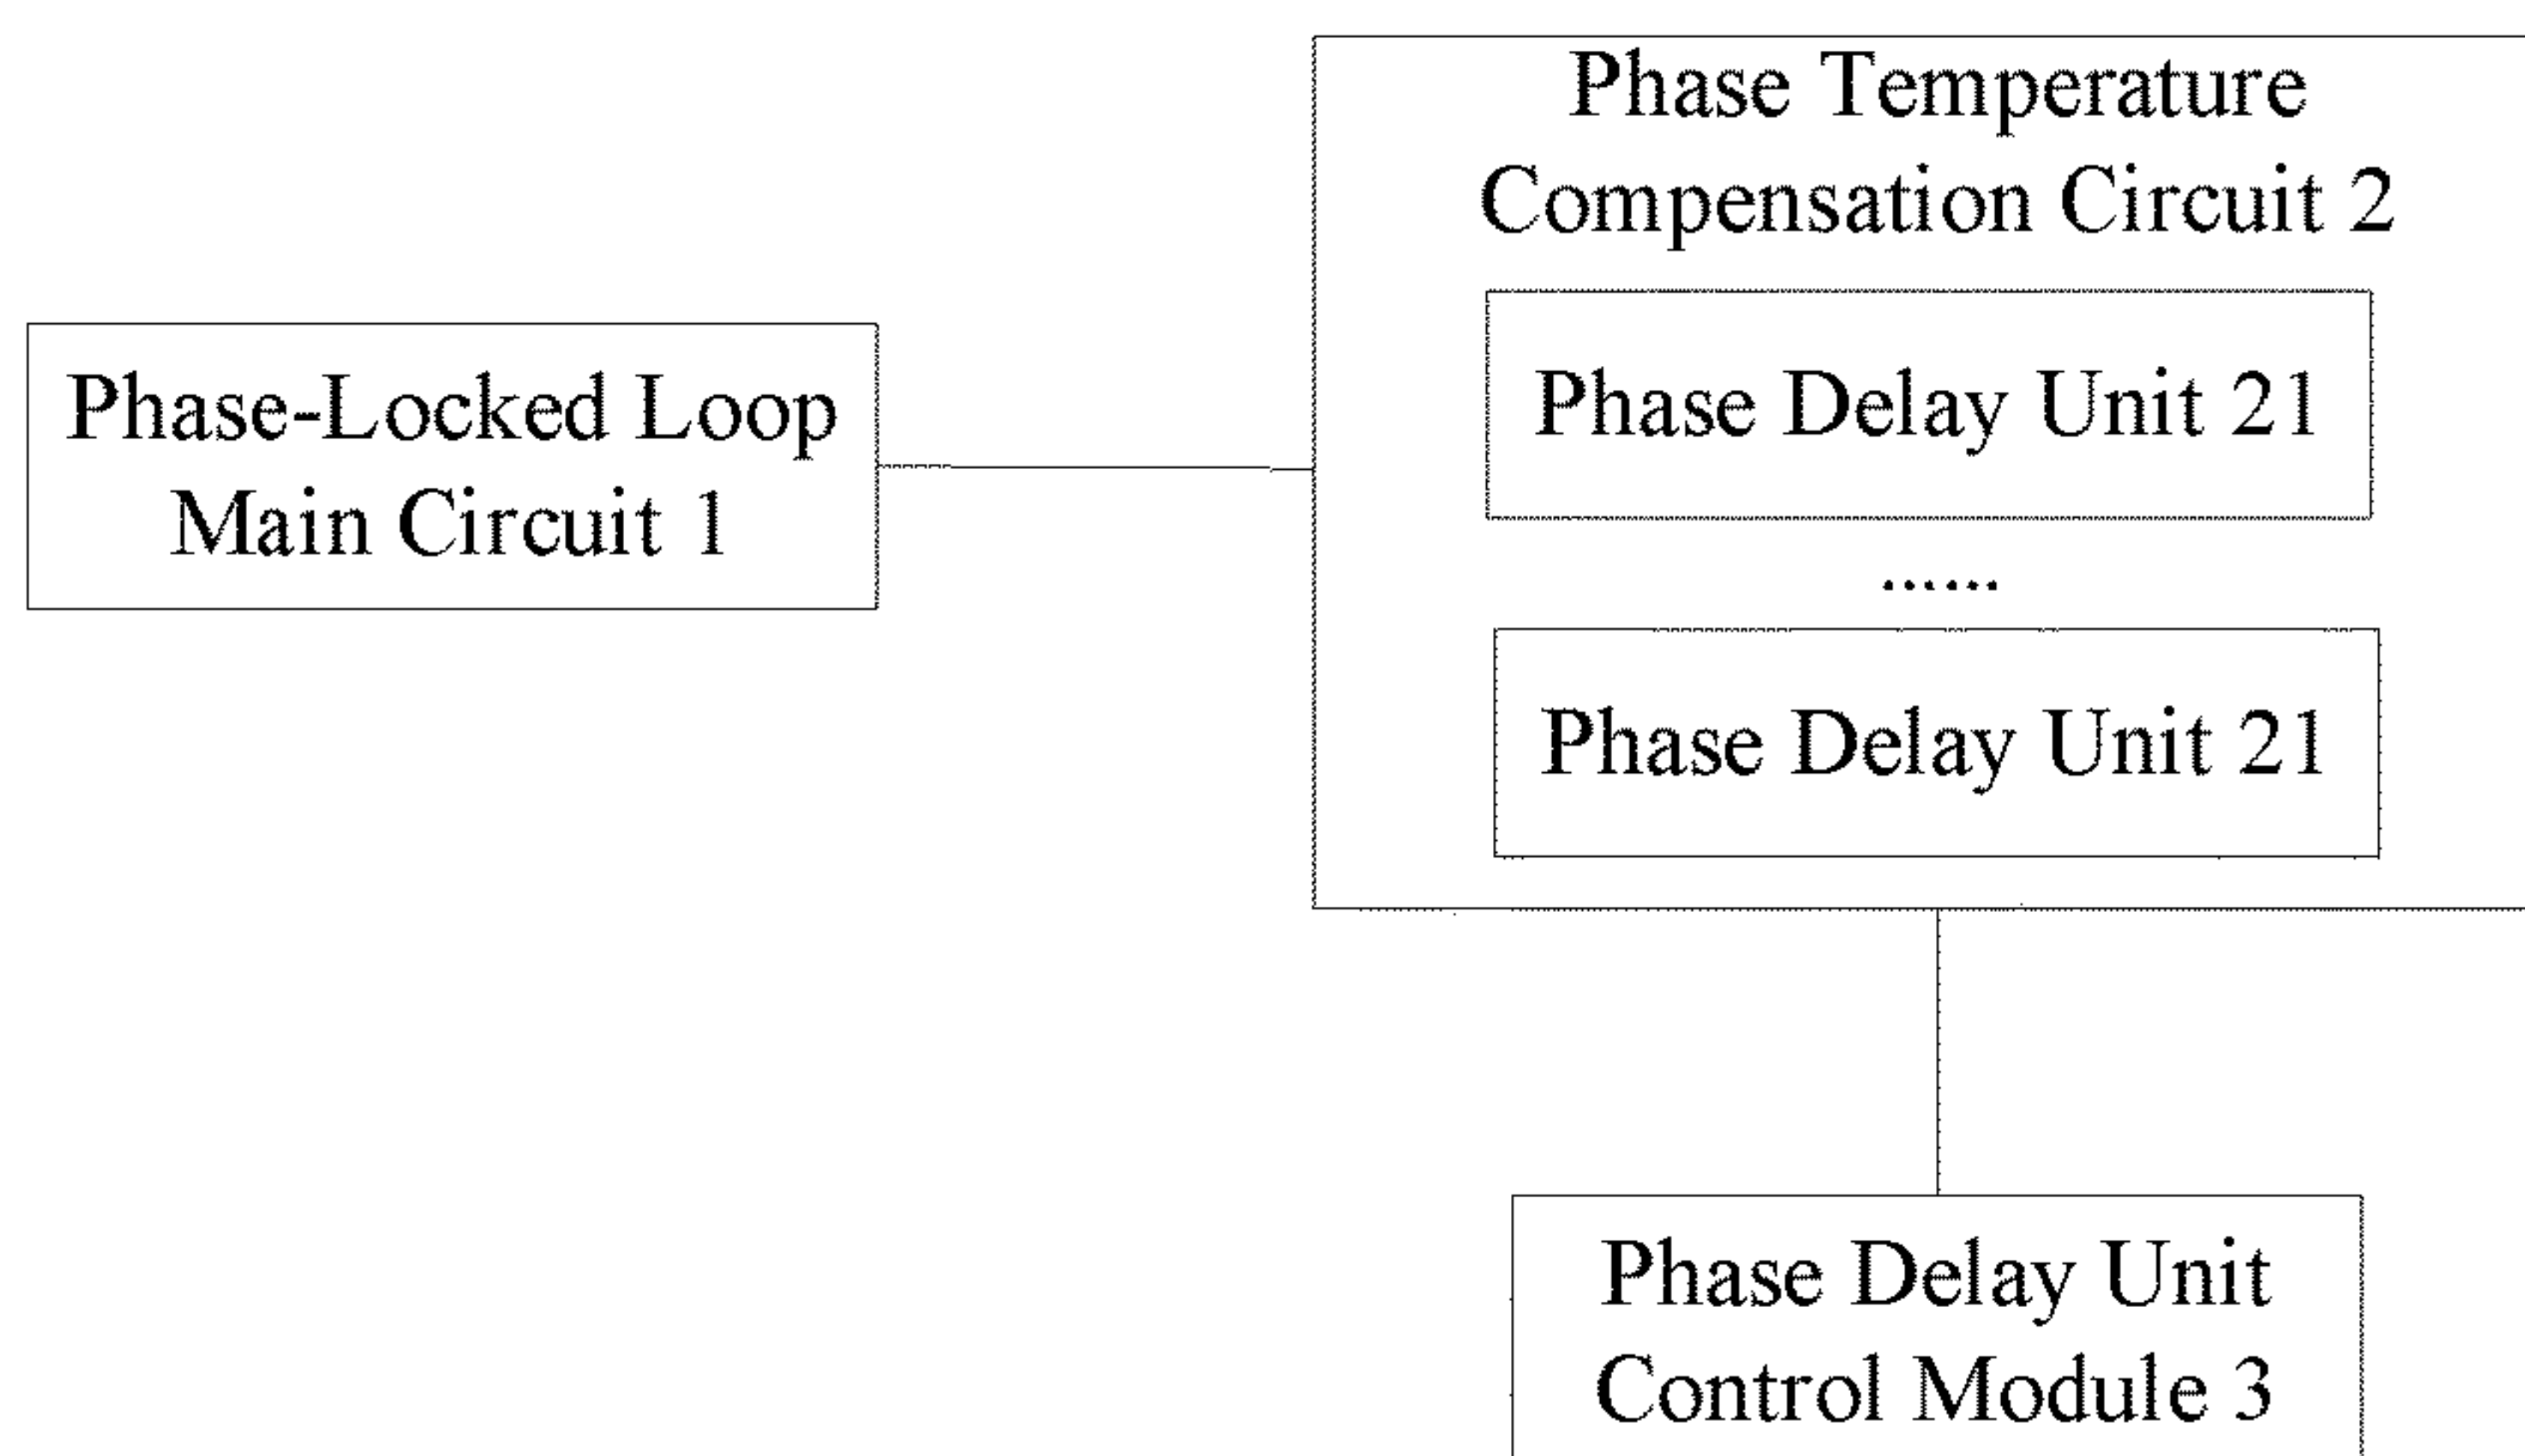 Phase Temperature
Compensation Circuit 2
Phase-Locked Loop
Main Circuit 1
Phase Delay Unit 21
......
Phase Delay Unit 21
Phase Delay Unit
Control Module 3